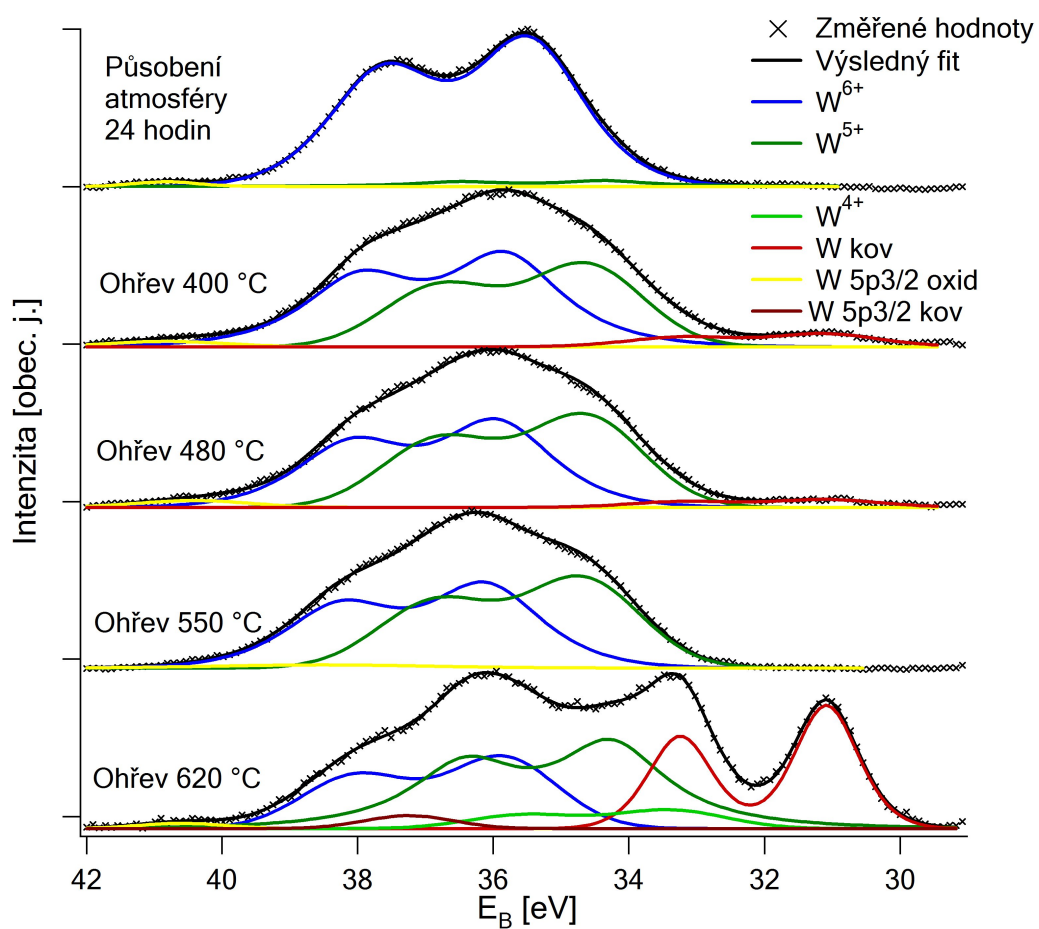 Změřené hodnoty
Výsledný fit
W6+
W5+
W4+
W kov
W 5p3/2 oxid
W 5p3/2 kov
Působení
atmosféry
24 hodin
Ohřev 400 °C
Ohřev 480 °C
Ohřev 550 °C
Ohřev 620 °C
Intenzita [obec. j.]
42 40 38 36 34 32 30
EB [eV]